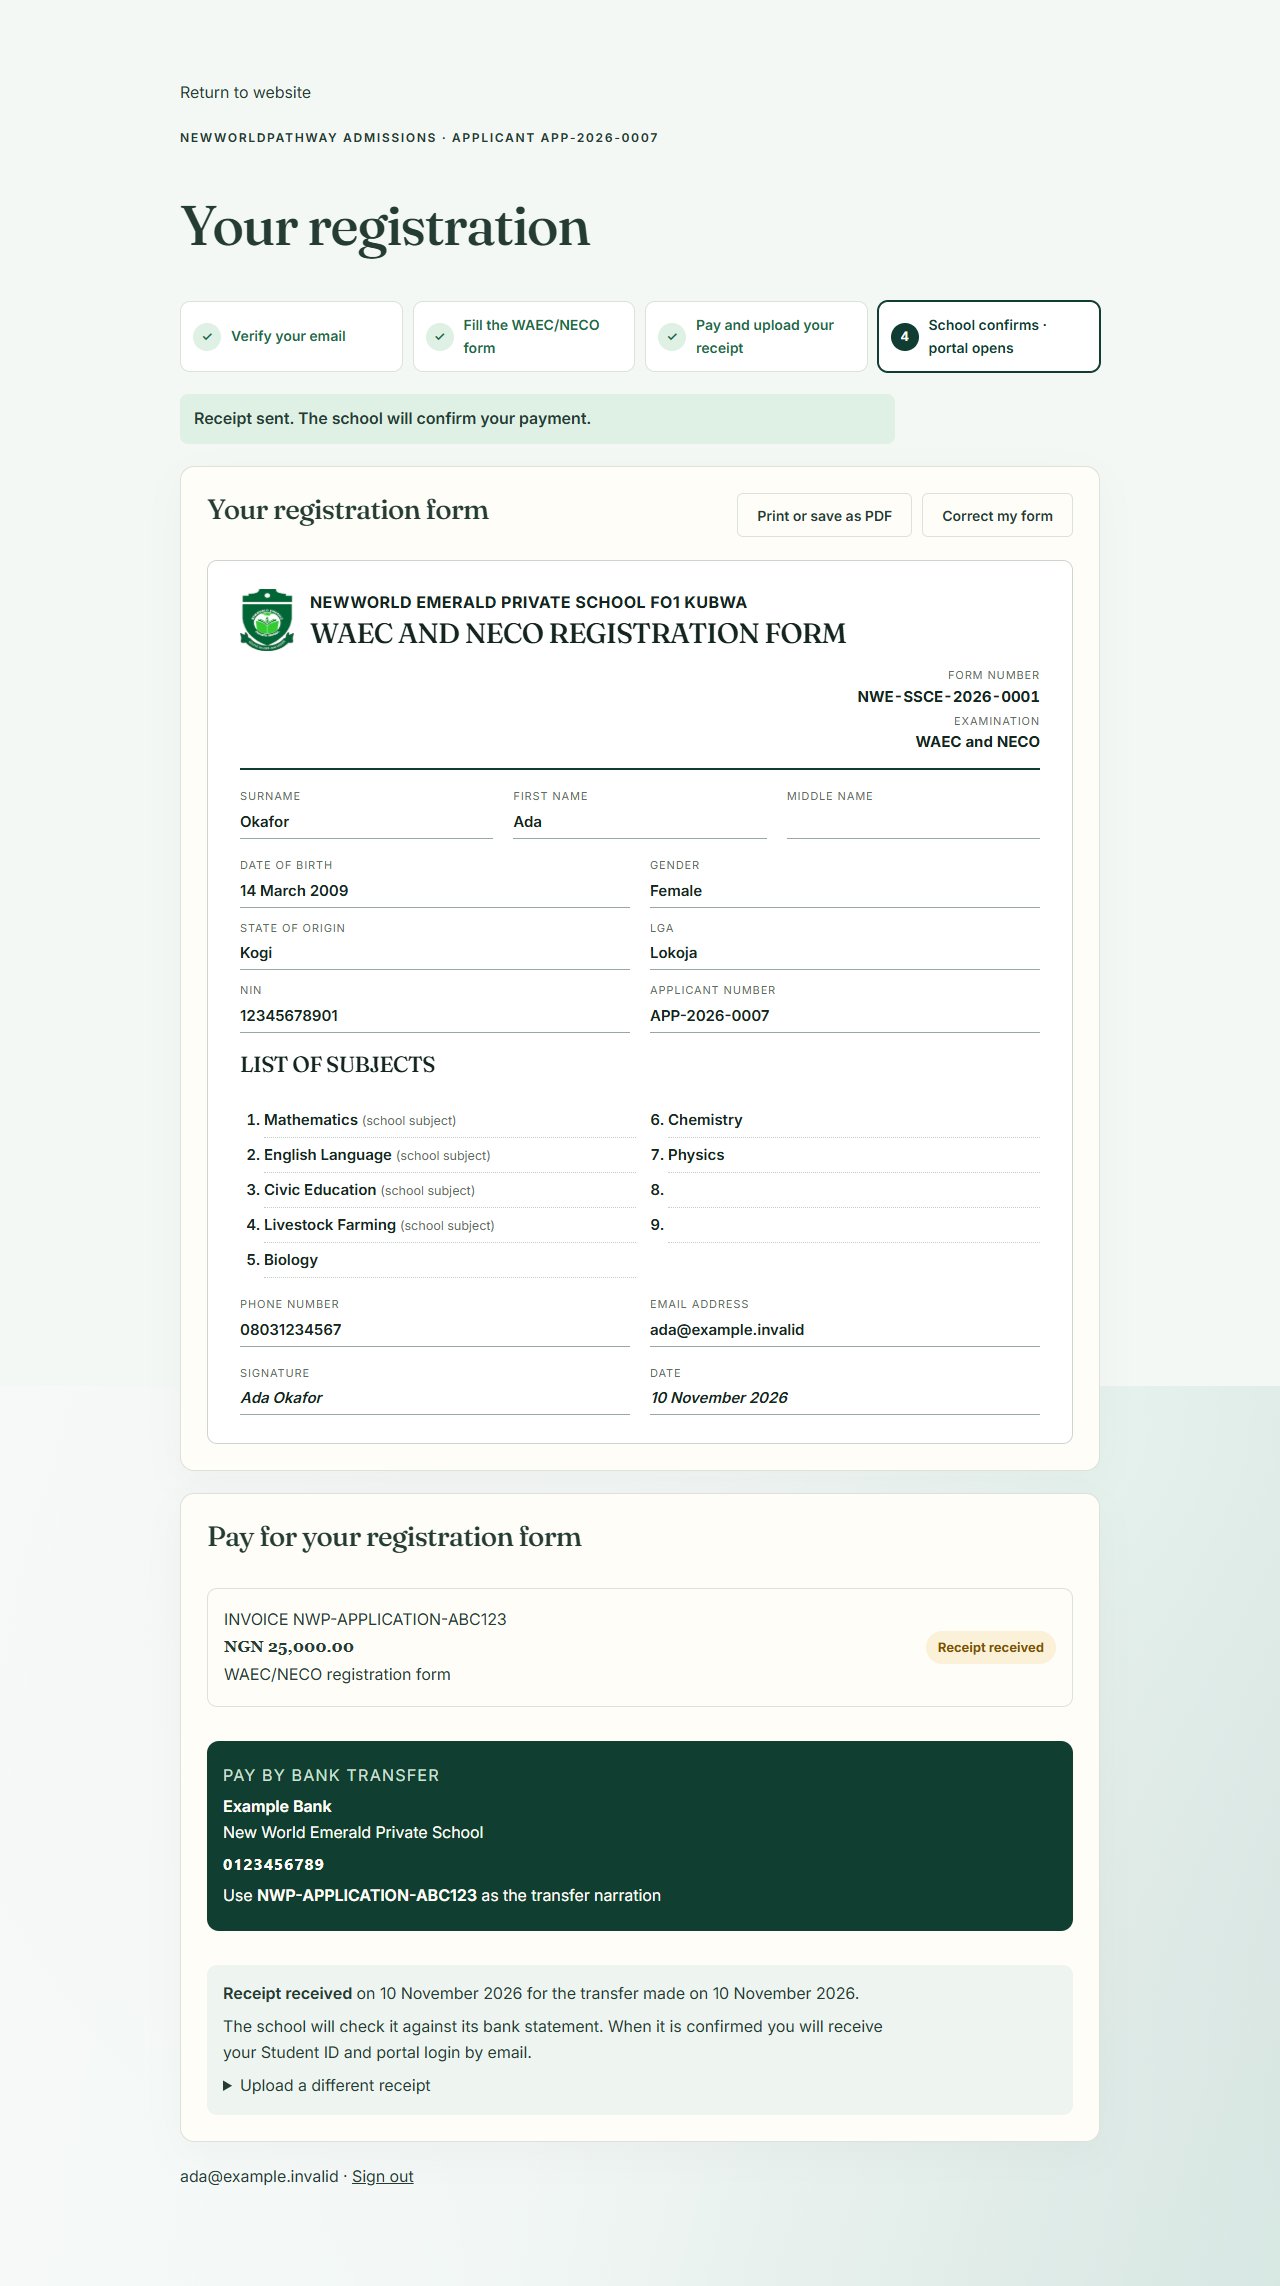 Return to website
NEWWORLDPATHWAY ADMISSIONS · APPLICANT APP-2026-0007
Your registration
Verify your email
Fill the WAEC/NECO
form
Pay and upload your
receipt
4
School confirms ·
portal opens
Receipt sent. The school will confirm your payment.
Your registration form
Print or save as PDF
Correct my form
NEWWORLD EMERALD PRIVATE SCHOOL FO1 KUBWA
WAEC AND NECO REGISTRATION FORM
FORM NUMBER
NWE-SSCE-2026-0001
EXAMINATION
WAEC and NECO
SURNAME
Okafor
FIRST NAME
Ada
MIDDLE NAME
DATE OF BIRTH
14 March 2009
GENDER
Female
STATE OF ORIGIN
Kogi
LGA
Lokoja
NIN
12345678901
APPLICANT NUMBER
APP-2026-0007
LIST OF SUBJECTS
1. Mathematics (school subject)
2. English Language (school subject)
3. Civic Education (school subject)
4. Livestock Farming (school subject)
5. Biology
6. Chemistry
7. Physics
8.
9.
PHONE NUMBER
08031234567
EMAIL ADDRESS
ada@example.invalid
SIGNATURE
Ada Okafor
DATE
10 November 2026
Pay for your registration form
INVOICE NWP-APPLICATION-ABC123
NGN 25,000.00
WAEC/NECO registration form
Receipt received
PAY BY BANK TRANSFER
Example Bank
New World Emerald Private School
0123456789
Use NWP-APPLICATION-ABC123 as the transfer narration
Receipt received on 10 November 2026 for the transfer made on 10 November 2026.
The school will check it against its bank statement. When it is confirmed you will receive
your Student ID and portal login by email.
Upload a different receipt
ada@example.invalid · Sign out